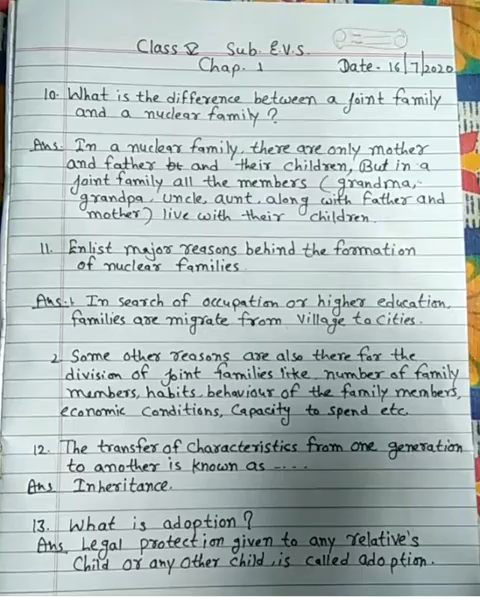 Class V Sub. E.V.S.
Chap. 1 Date. 16/7/2020
10. What is the difference between a joint family
and a nuclear family?
Ans. In a nuclear family, there are only mother
and father and their children, But in a
joint family all the members (grandma,
grandpa, uncle, aunt, along with father and
mother) live with their children.
11. Enlist major reasons behind the formation
of nuclear families.
Ans. 1 In search of occupation or higher education,
families are migrate from village to cities.
2. Some other reasons are also there for the
division of joint families like, number of family
members, habits, behaviour of the family members,
economic conditions, Capacity to spend etc
12. The transfer of characteristics from one generation
to another is known as ....
Ans Inheritance.
13. What is adoption?
Ans. Legal protection given to any relative's
child or any other child, is called adoption.